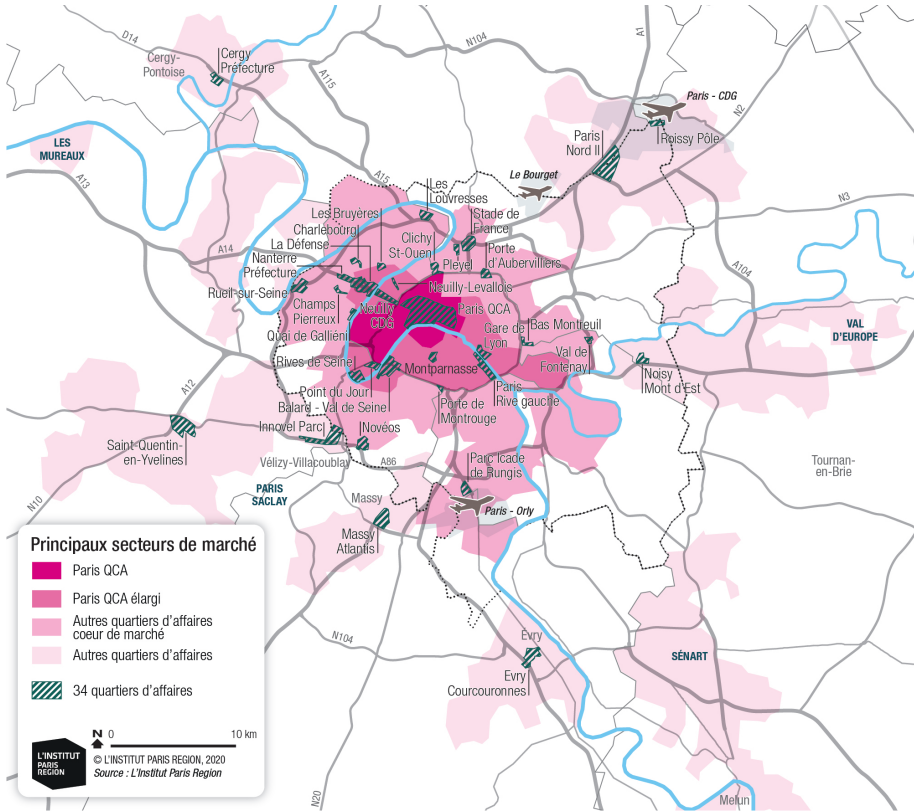 D14
N104
A1
Cergy-
Pontoise
Cergy
Préfecture
A115
Paris - CDG
N2
Paris
Nord II
Roissy Pôle
LES
MUREAUX
A13
A15
Le Bourget
Les
Louvresses
N3
Les Bruyères
Stade de
France
Charlebourg
Clichy
St-Ouen
La Défense
Porte
d'Aubervilliers
A14
Nanterre
Préfecture
Pleyel
A104
Rueil-sur-Seine
Neuilly-Levallois
Champs
Pierreux
Neuilly
CDG
Paris QCA
Quai de Gallieni
Gare de
Lyon
Bas Montreuil
VAL
D'EUROPE
Rives de Seine
Montparnasse
Val de
Fontenay
Noisy
Mont d'Est
A12
Point du Jour
Paris
Rive gauche
Balard - Val de Seine
Porte de
Montrouge
Innovel Parc
Novéos
Saint-Quentin-
en-Yvelines
Vélizy-Villacoublay
A86
Parc Icade
de Rungis
Tournan-
en-Brie
N10
PARIS
SACLAY
Massy
Paris - Orly
Massy
Atlantis
Principaux secteurs de marché
Paris QCA
Paris QCA élargi
Autres quartiers d'affaires
coeur de marché
Autres quartiers d'affaires
34 quartiers d'affaires
N104
Evry
SÉNART
Evry
Courcouronnes
N 0 10 km
L'INSTITUT
PARIS
REGION
© L'INSTITUT PARIS REGION, 2020
Source : L'Institut Paris Region
N20
Melun